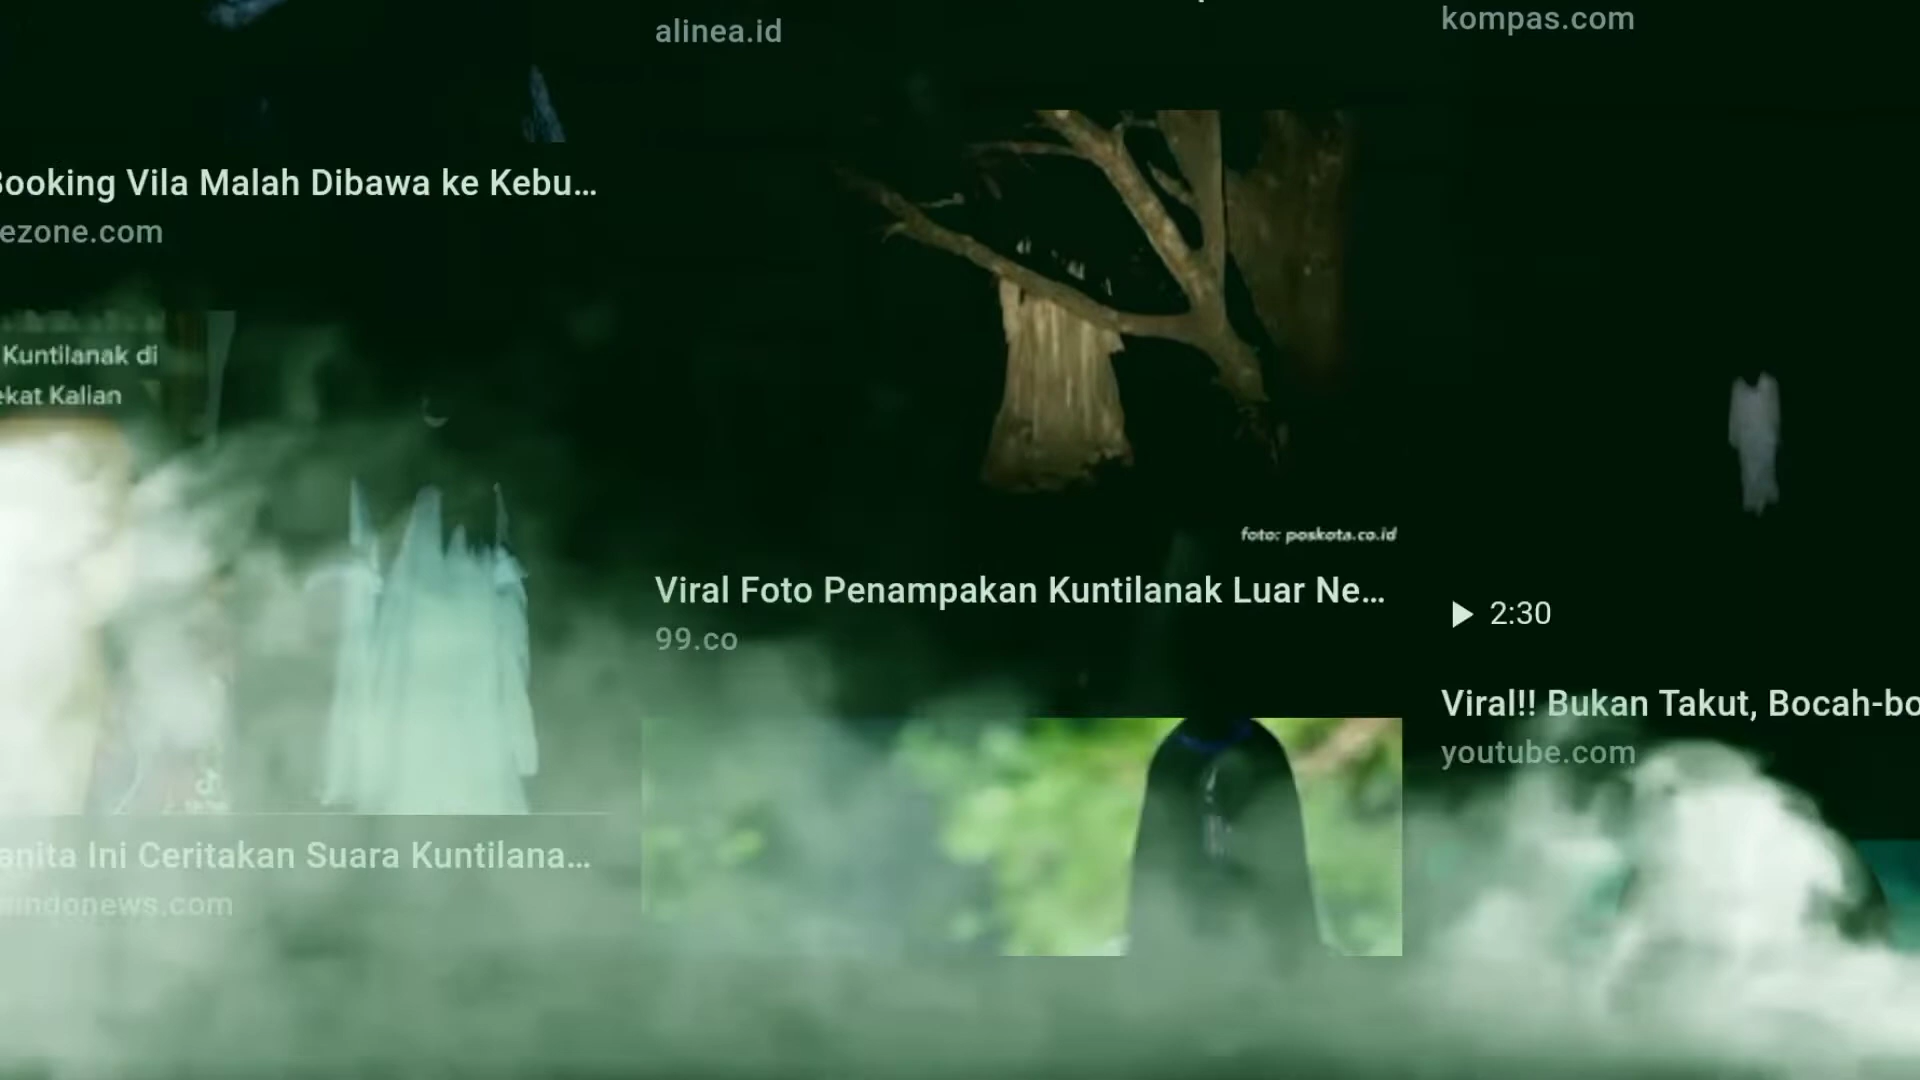 alinea.id
kompas.com
Booking Vila Malah Dibawa ke Kebu...
ezone.com
Kuntilanak di
ekat Kalian
foto: poskota.co.id
Viral Foto Penampakan Kuntilanak Luar Ne...
99.co
2:30
Viral!! Bukan Takut, Bocah-bo
youtube.com
anita Ini Ceritakan Suara Kuntilana...
indonews.com